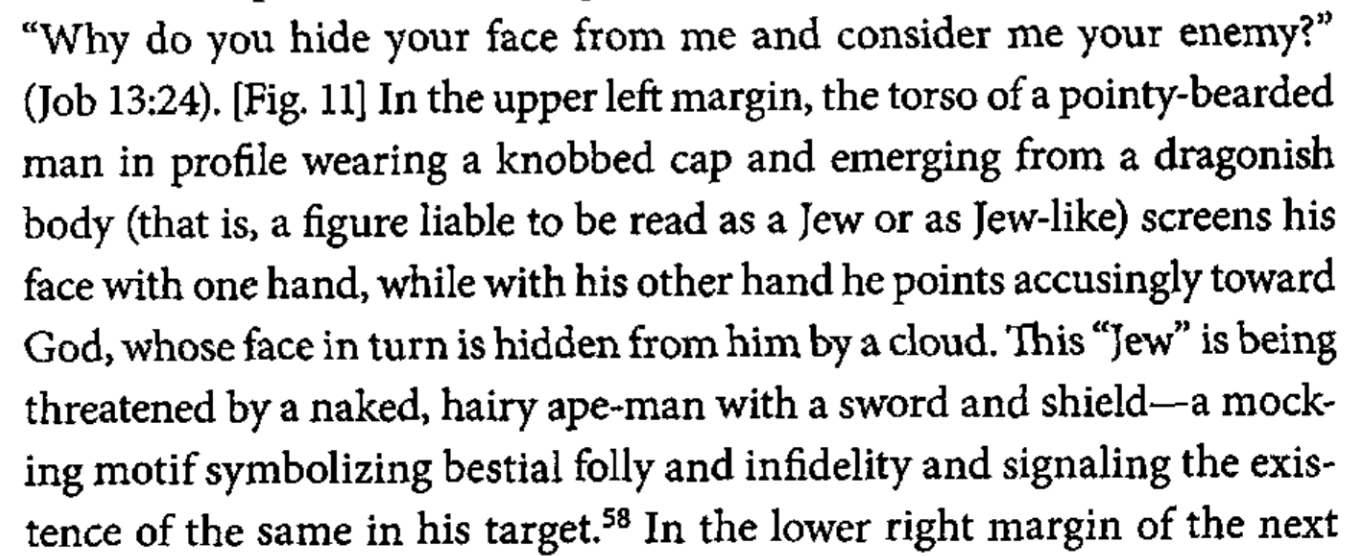 “Why do you hide your face from me and consider me your enemy?”
(Job 13:24). [Fig. 11] In the upper left margin, the torso of a pointy-bearded
man in profile wearing a knobbed cap and emerging from a dragonish
body (that is, a figure liable to be read as a Jew or as Jew-like) screens his
face with one hand, while with his other hand he points accusingly toward
God, whose face in turn is hidden from him by a cloud. This “Jew” is being
threatened by a naked, hairy ape-man with a sword and shield—a mock-
ing motif symbolizing bestial folly and infidelity and signaling the exis-
tence of the same in his target.⁵⁸ In the lower right margin of the next